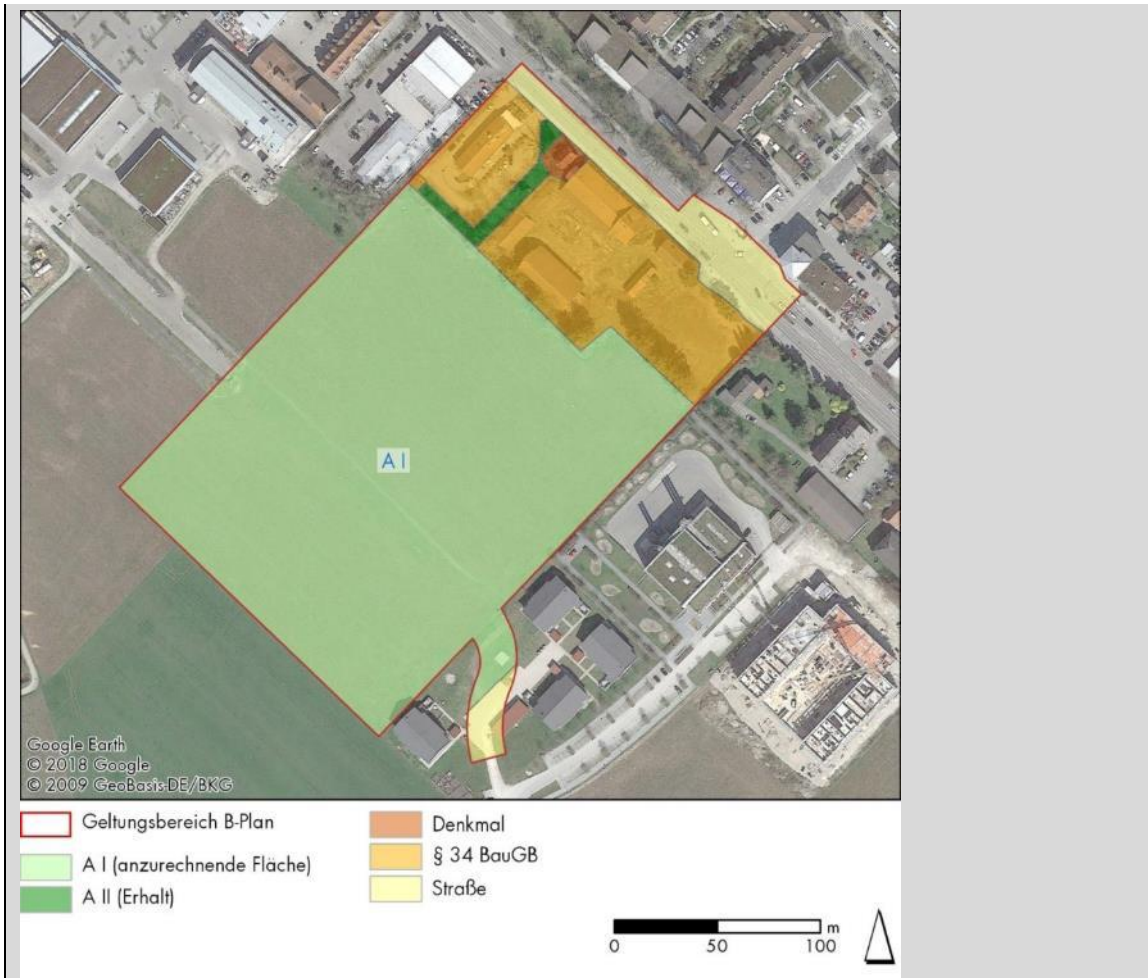 A I
Google Earth
© 2018 Google
© 2009 GeoBasis-DE/BKG
Geltungsbereich B-Plan
A I (anzurechnende Fläche)
A II (Erhalt)
Denkmal
§ 34 BauGB
Straße
m
0 50 100